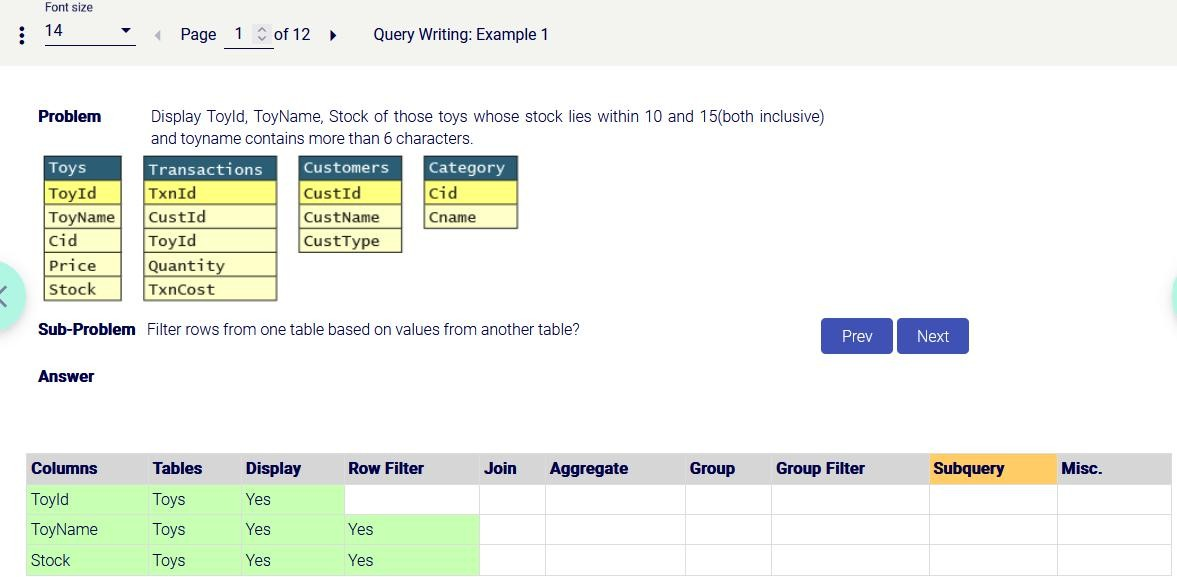 Font size
14
Page 1 of 12 Query Writing: Example 1
Problem Display ToyId, ToyName, Stock of those toys whose stock lies within 10 and 15(both inclusive)
and toyname contains more than 6 characters.
Toys Transactions Customers Category
ToyId TxnId CustId Cid
ToyName CustId CustName Cname
Cid ToyId CustType
Price Quantity
Stock TxnCost
Sub-Problem Filter rows from one table based on values from another table?
Prev Next
Answer
Columns Tables Display Row Filter Join Aggregate Group Group Filter Subquery Misc.
ToyId Toys Yes
ToyName Toys Yes Yes
Stock Toys Yes Yes